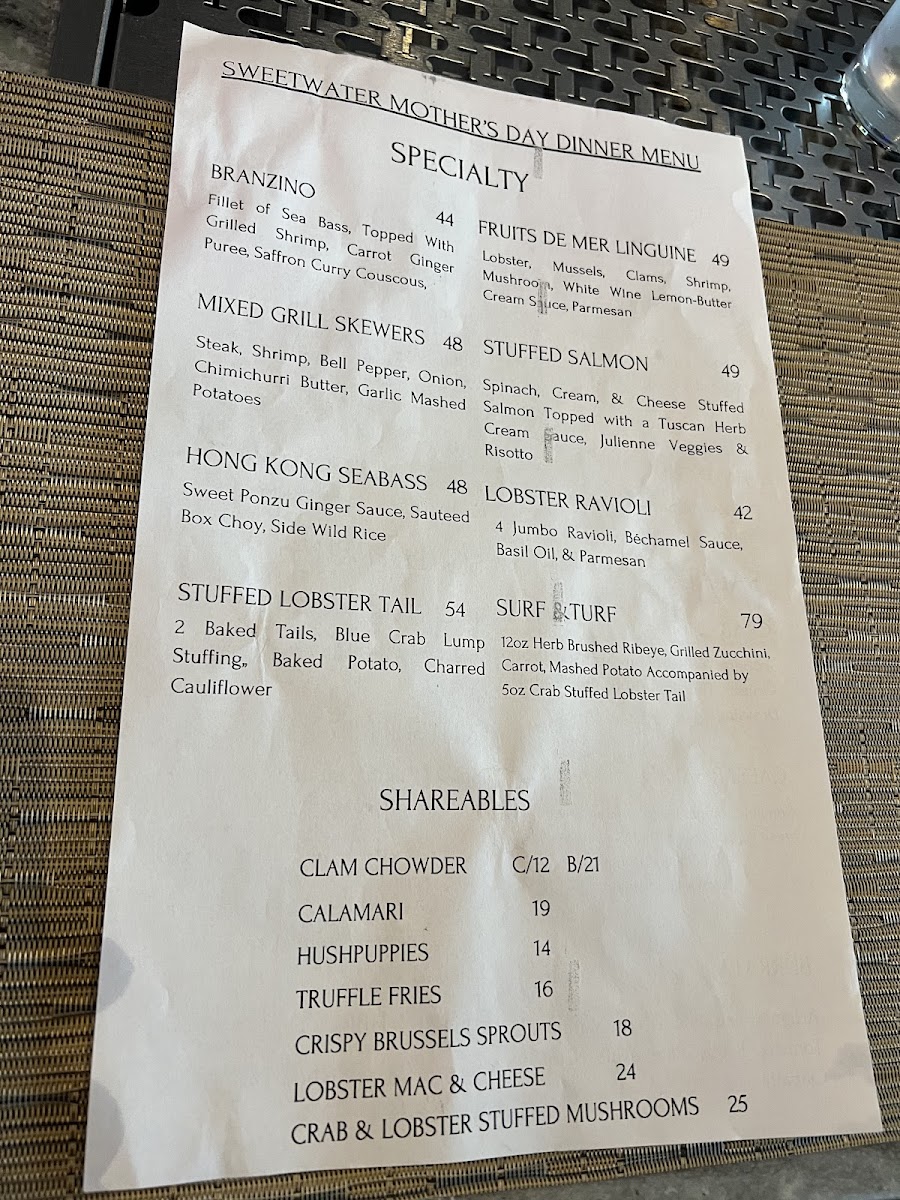 SWEETWATER MOTHER'S DAY DINNER MENU
SPECIALTY
BRANZINO 44
Fillet of Sea Bass, Topped With
Grilled Shrimp, Carrot Ginger
Puree, Saffron Curry Couscous,
MIXED GRILL SKEWERS 48
Steak, Shrimp, Bell Pepper, Onion,
Chimichurri Butter, Garlic Mashed
Potatoes
HONG KONG SEABASS 48
Sweet Ponzu Ginger Sauce, Sauteed
Box Choy, Side Wild Rice
STUFFED LOBSTER TAIL 54
2 Baked Tails, Blue Crab Lump
Stuffing,, Baked Potato, Charred
Cauliflower
FRUITS DE MER LINGUINE 49
Lobster, Mussels, Clams, Shrimp,
Mushroom, White Wine Lemon-Butter
Cream Sauce, Parmesan
STUFFED SALMON 49
Spinach, Cream, & Cheese Stuffed
Salmon Topped with a Tuscan Herb
Cream Sauce, Julienne Veggies &
Risotto
LOBSTER RAVIOLI 42
4 Jumbo Ravioli, Béchamel Sauce,
Basil Oil, & Parmesan
SURF & TURF 79
12oz Herb Brushed Ribeye, Grilled Zucchini,
Carrot, Mashed Potato Accompanied by
5oz Crab Stuffed Lobster Tail
SHAREABLES
CLAM CHOWDER C/12 B/21
CALAMARI 19
HUSHPUPPIES 14
TRUFFLE FRIES 16
CRISPY BRUSSELS SPROUTS 18
LOBSTER MAC & CHEESE 24
CRAB & LOBSTER STUFFED MUSHROOMS 25